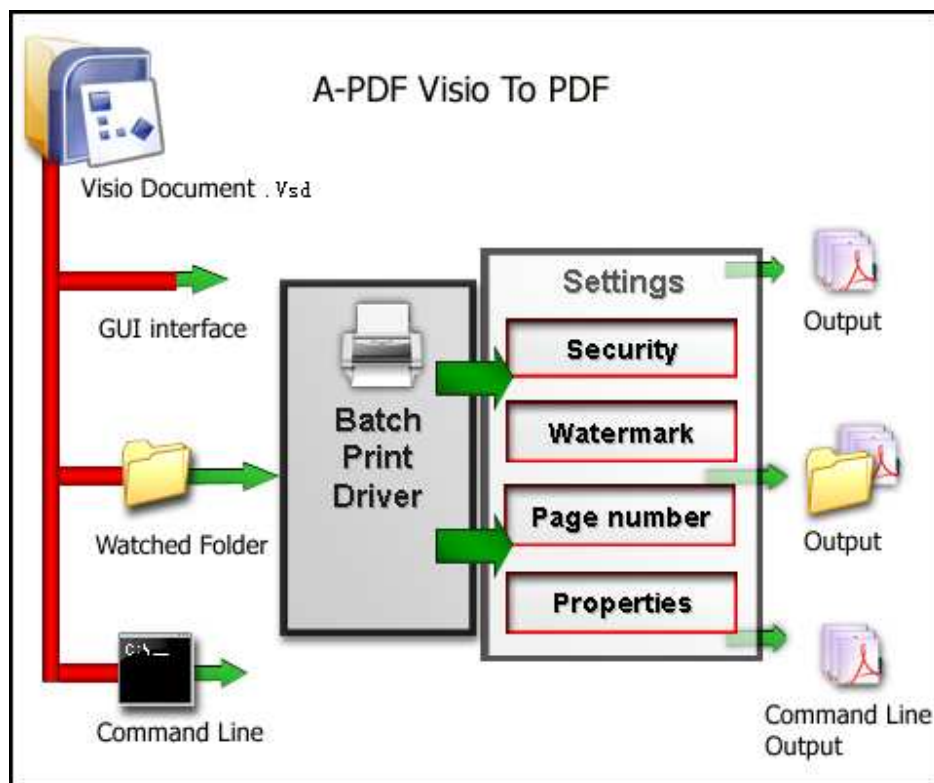 A-PDF Visio To PDF
Visio Document .Vsd
GUI interface
Watched Folder
C:\_
Command Line
Batch
Print
Driver
Settings
Security
Watermark
Page number
Properties
Output
Output
Command Line
Output